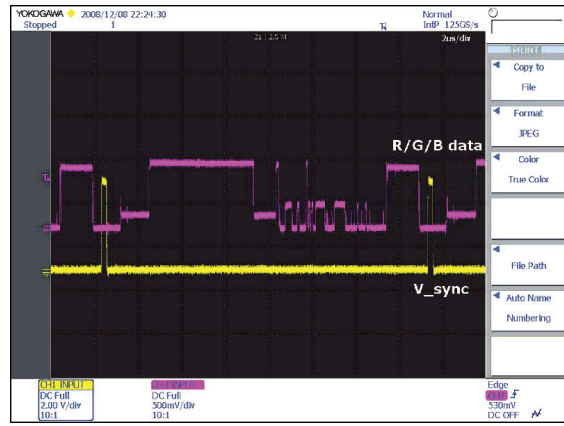 YOKOGAWA 2008/12/08 22:24:30
Stopped 1
Normal
IntP 125GS/s
2us/div
R/G/B data
V_sync
PRINT
Copy to
File
Format
JPEG
Color
True Color
File Path
Auto Name
Numbering
CH1 INPUT
DC Full
2.00 V/div
10:1
DC Full
500mV/div
10:1
Edge
530mV
DC OFF